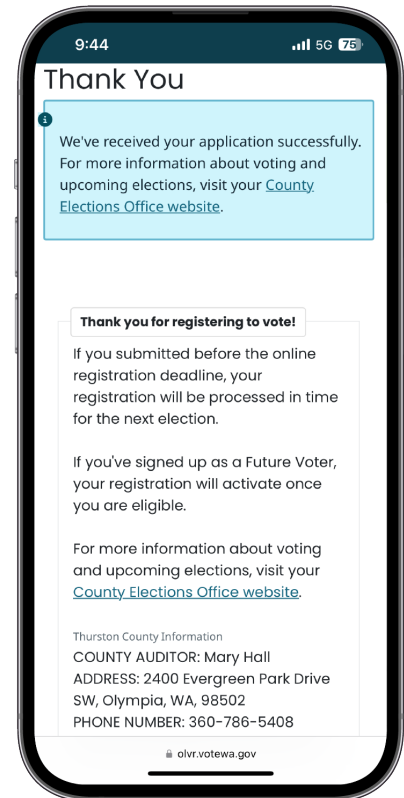 9:44
5G 75
Thank You
i
We've received your application successfully.
For more information about voting and
upcoming elections, visit your County
Elections Office website.
Thank you for registering to vote!
If you submitted before the online
registration deadline, your
registration will be processed in time
for the next election.
If you've signed up as a Future Voter,
your registration will activate once
you are eligible.
For more information about voting
and upcoming elections, visit your
County Elections Office website.
Thurston County Information
COUNTY AUDITOR: Mary Hall
ADDRESS: 2400 Evergreen Park Drive
SW, Olympia, WA, 98502
PHONE NUMBER: 360-786-5408
olvr.votewa.gov